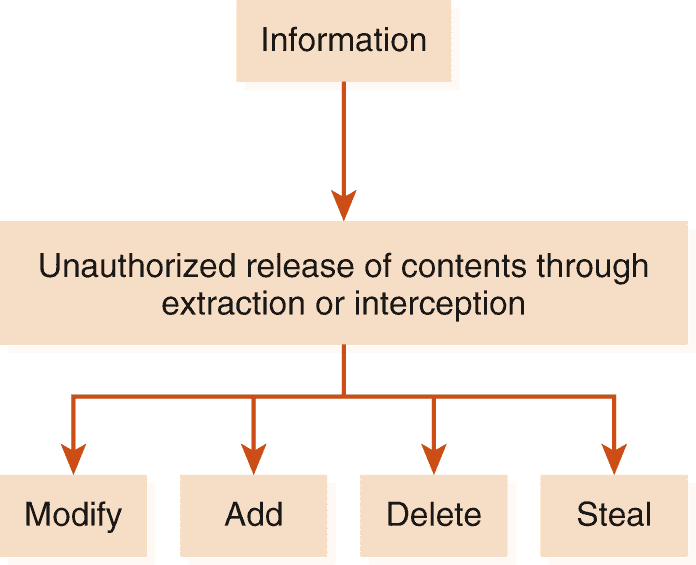 Information
Unauthorized release of contents through
extraction or interception
Modify
Add
Delete
Steal